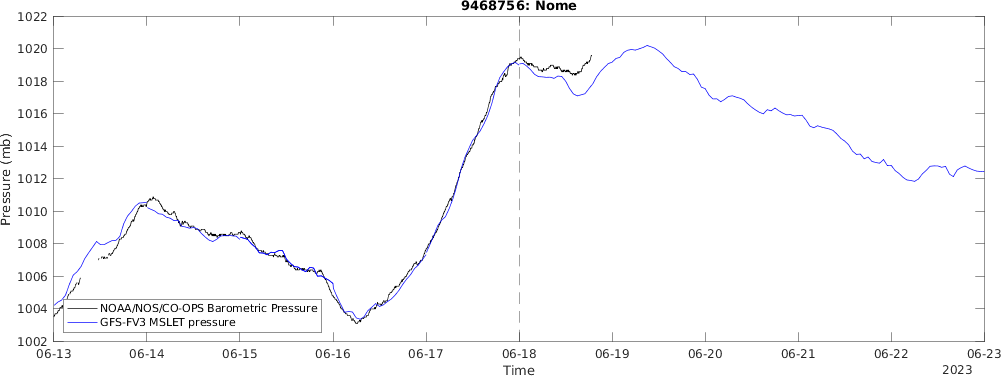 9468756: Nome
1022
1020
1018
1016
1014
1012
1010
1008
1006
1004
1002
Pressure (mb)
NOAA/NOS/CO-OPS Barometric Pressure
GFS-FV3 MSLET pressure
06-13 06-14 06-15 06-16 06-17 06-18 06-19 06-20 06-21 06-22 06-23
Time
2023